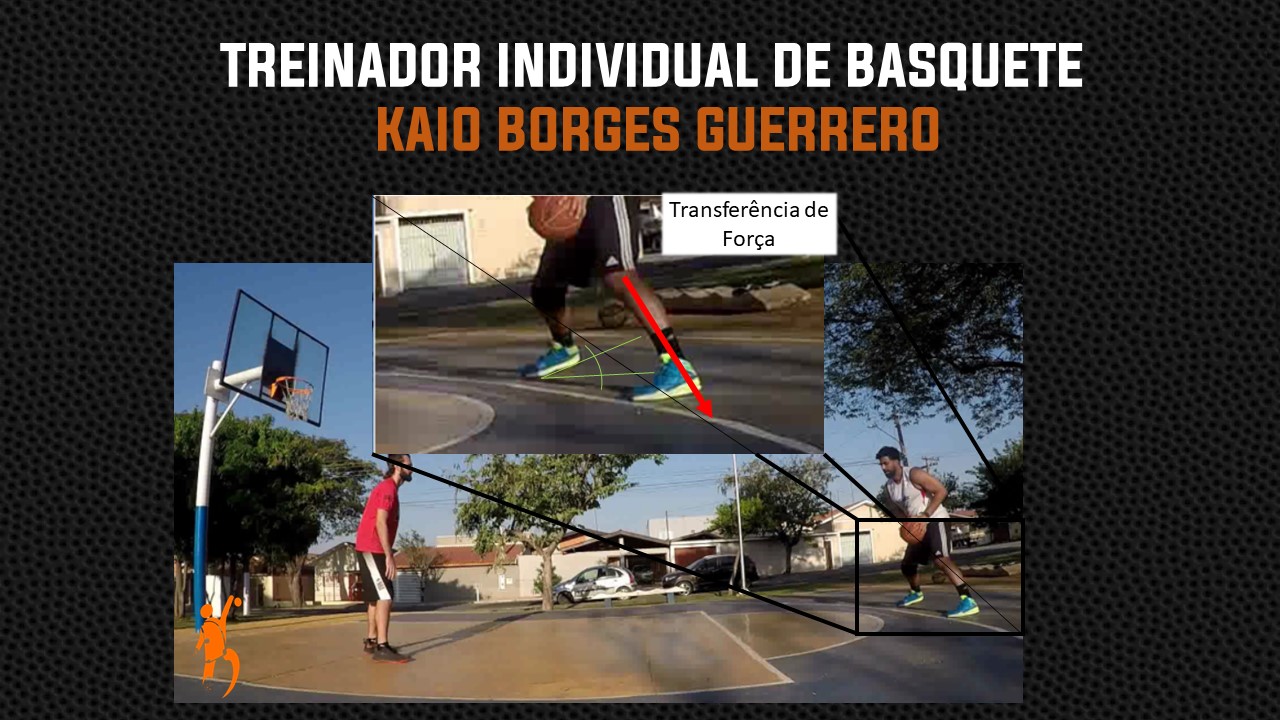 TREINADOR INDIVIDUAL DE BASQUETE
KAIO BORGES GUERRERO
Transferência de
Força